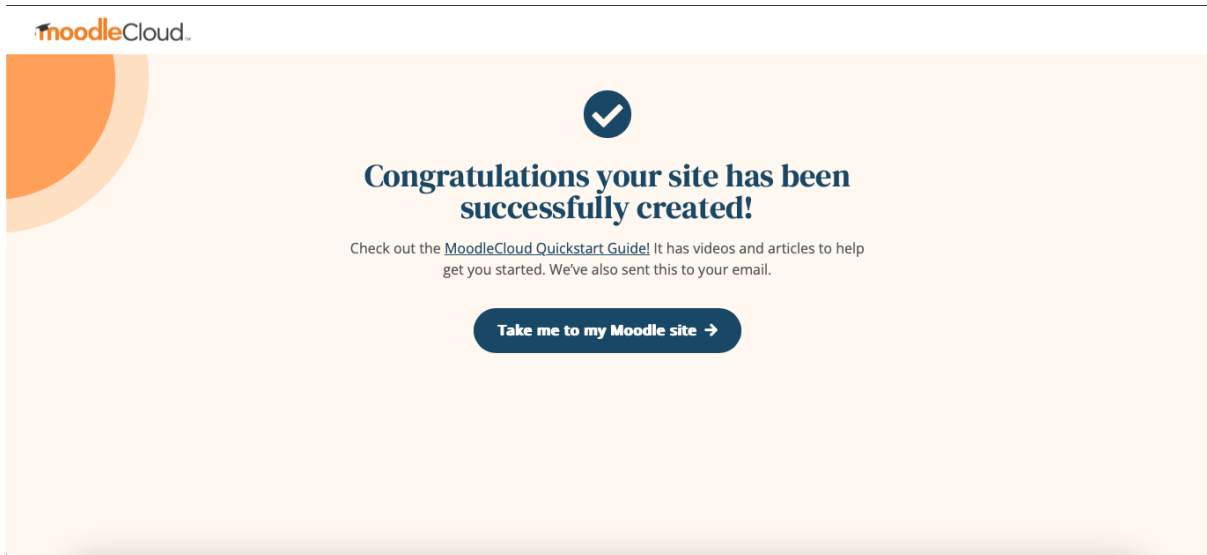 moodleCloud™
Congratulations your site has been
successfully created!
Check out the MoodleCloud Quickstart Guide! It has videos and articles to help
get you started. We’ve also sent this to your email.
Take me to my Moodle site →